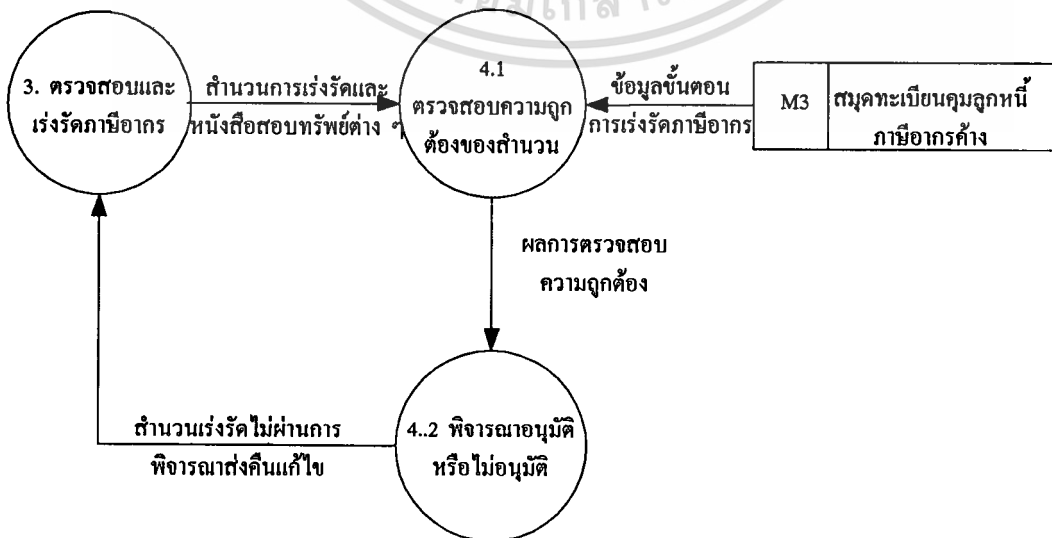 3. ตรวจสอบและ
เร่งรัดภาษีอากร
สำนวนการเร่งรัดและ
หนังสือสอบทรัพย์ต่าง ๆ
4.1
ตรวจสอบความถูก
ต้องของสำนวน
ข้อมูลขั้นตอน
การเร่งรัดภาษีอากร
M3
สมุดทะเบียนคุมลูกหนี้
ภาษีอากรค้าง
ผลการตรวจสอบ
ความถูกต้อง
สำนวนเร่งรัดไม่ผ่านการ
พิจารณาส่งคืนแก้ไข
4..2 พิจารณาอนุมัติ
หรือไม่อนุมัติ